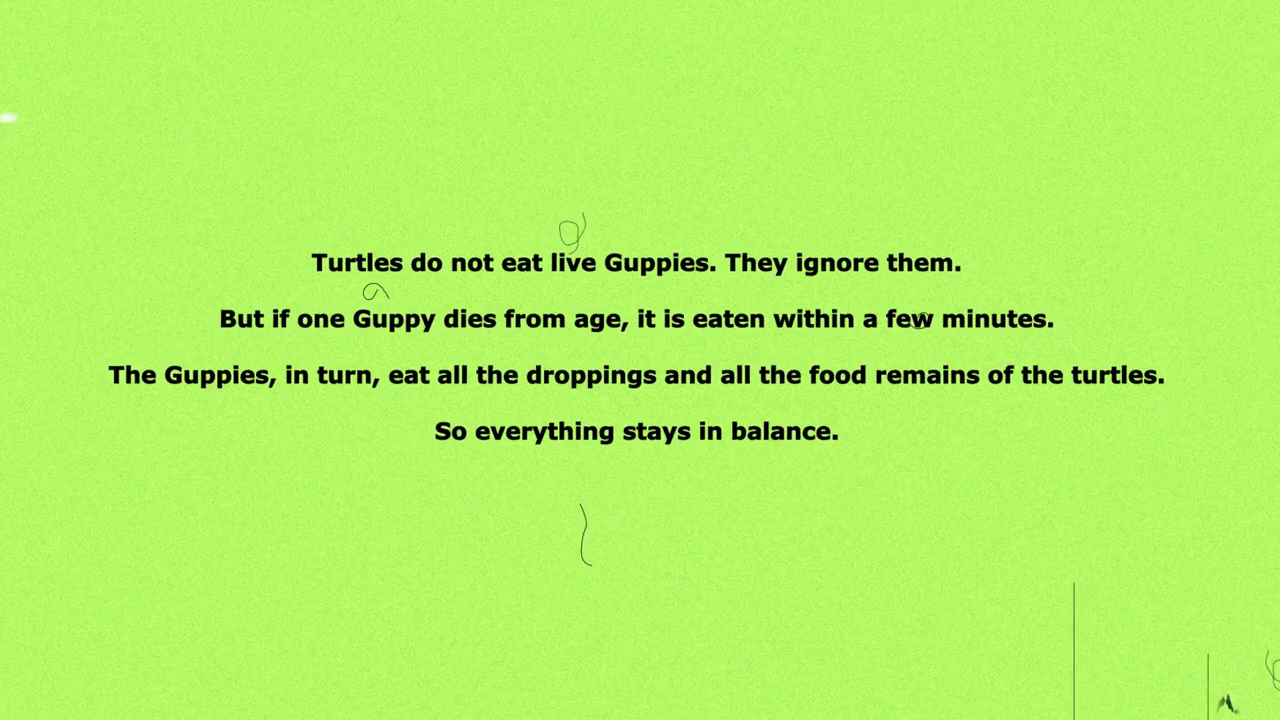 Turtles do not eat live Guppies. They ignore them.
But if one Guppy dies from age, it is eaten within a few minutes.
The Guppies, in turn, eat all the droppings and all the food remains of the turtles.
So everything stays in balance.